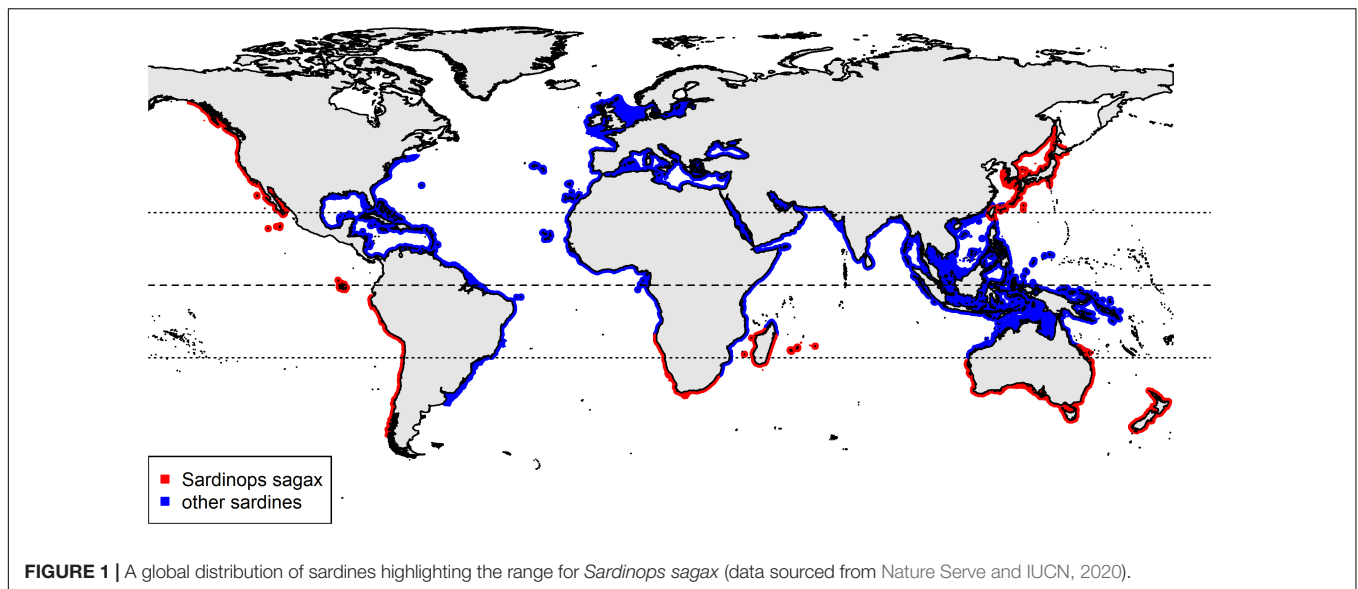 Sardinops sagax
other sardines
FIGURE 1 | A global distribution of sardines highlighting the range for Sardinops sagax (data sourced from Nature Serve and IUCN, 2020).